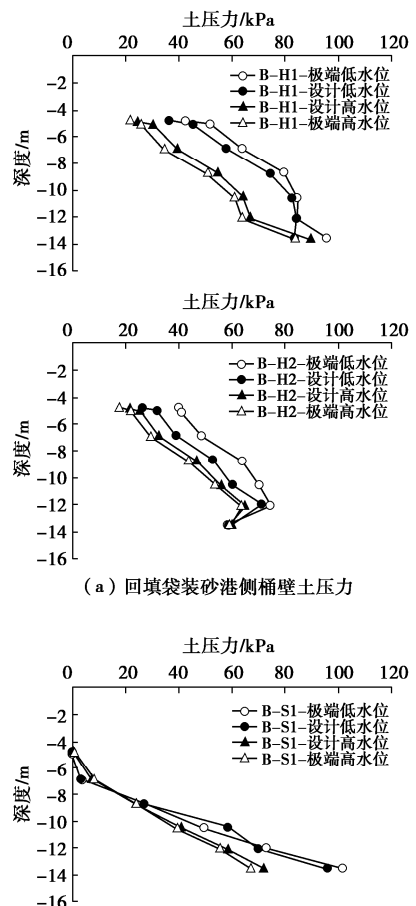 土压力/kPa
0 20 40 60 80 100 120
深度/m
-2
-4
-6
-8
-10
-12
-14
-16
B-H1-极端低水位
B-H1-设计低水位
B-H1-设计高水位
B-H1-极端高水位
土压力/kPa
0 20 40 60 80 100 120
深度/m
-2
-4
-6
-8
-10
-12
-14
-16
B-H2-极端低水位
B-H2-设计低水位
B-H2-设计高水位
B-H2-极端高水位
（a）回填袋装砂港侧桶壁土压力
土压力/kPa
0 20 40 60 80 100 120
深度/m
-2
-4
-6
-8
-10
-12
-14
-16
B-S1-极端低水位
B-S1-设计低水位
B-S1-设计高水位
B-S1-极端高水位